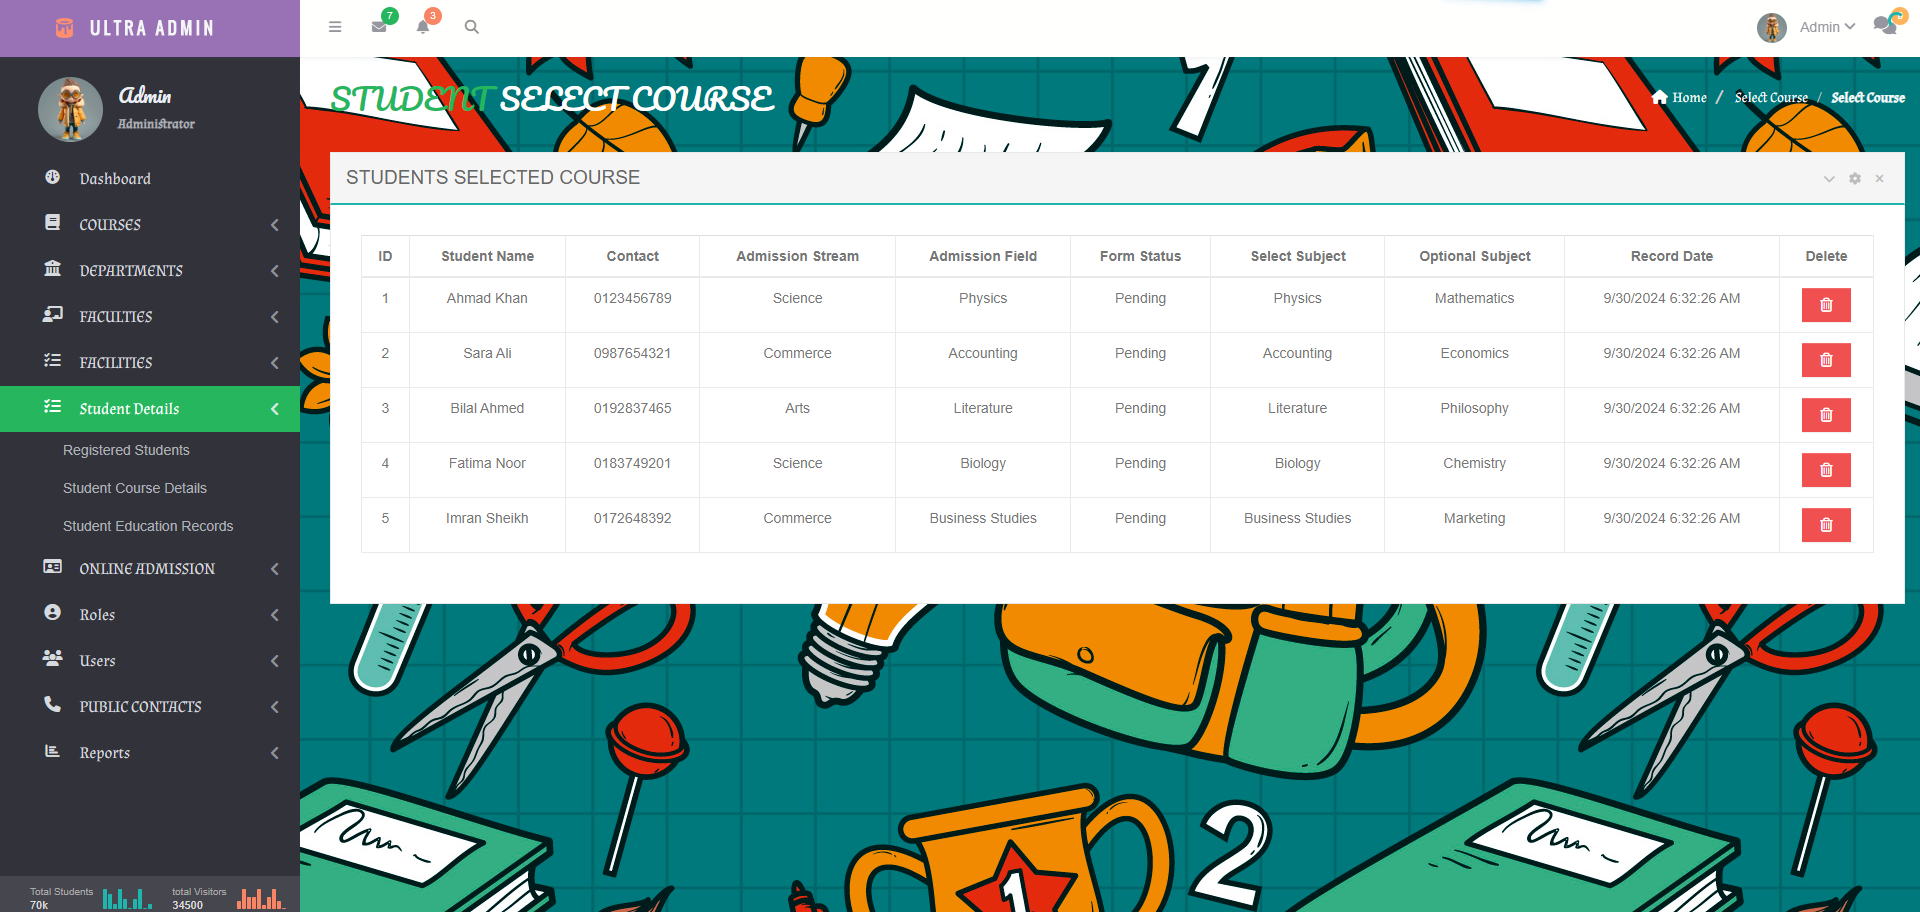 ULTRA ADMIN
7
3
Admin
Admin
Administrator
Dashboard
COURSES
DEPARTMENTS
FACULTIES
FACILITIES
Student Details
Registered Students
Student Course Details
Student Education Records
ONLINE ADMISSION
Roles
Users
PUBLIC CONTACTS
Reports
Total Students
70k
total Visitors
34500
STUDENT SELECT COURSE
Home / Select Course / Select Course
STUDENTS SELECTED COURSE
ID Student Name Contact Admission Stream Admission Field Form Status Select Subject Optional Subject Record Date Delete
1 Ahmad Khan 0123456789 Science Physics Pending Physics Mathematics 9/30/2024 6:32:26 AM
2 Sara Ali 0987654321 Commerce Accounting Pending Accounting Economics 9/30/2024 6:32:26 AM
3 Bilal Ahmed 0192837465 Arts Literature Pending Literature Philosophy 9/30/2024 6:32:26 AM
4 Fatima Noor 0183749201 Science Biology Pending Biology Chemistry 9/30/2024 6:32:26 AM
5 Imran Sheikh 0172648392 Commerce Business Studies Pending Business Studies Marketing 9/30/2024 6:32:26 AM
1
1
2